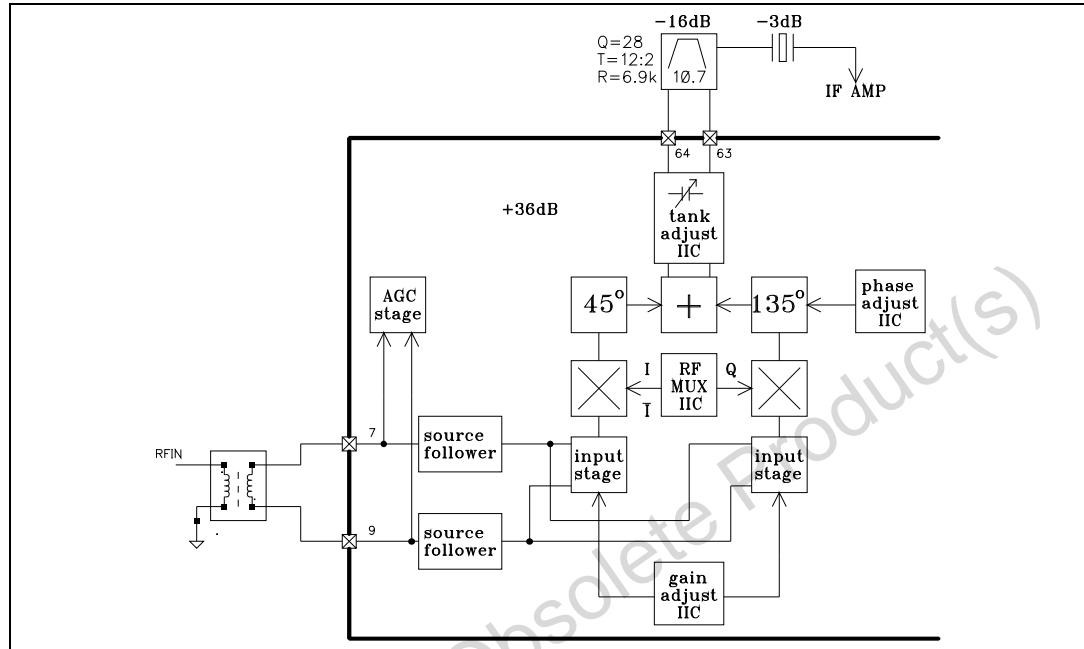 -16dB
-3dB
Q=28
T=12:2
R=6.9k
10.7
IF AMP
64
63
+36dB
tank
adjust
IIC
AGC
stage
45°
+
135°
phase
adjust
IIC
I
RF
MUX
IIC
Q
I̅
7
source
follower
input
stage
input
stage
RFIN
9
source
follower
gain
adjust
IIC
Obsolete Product(s)